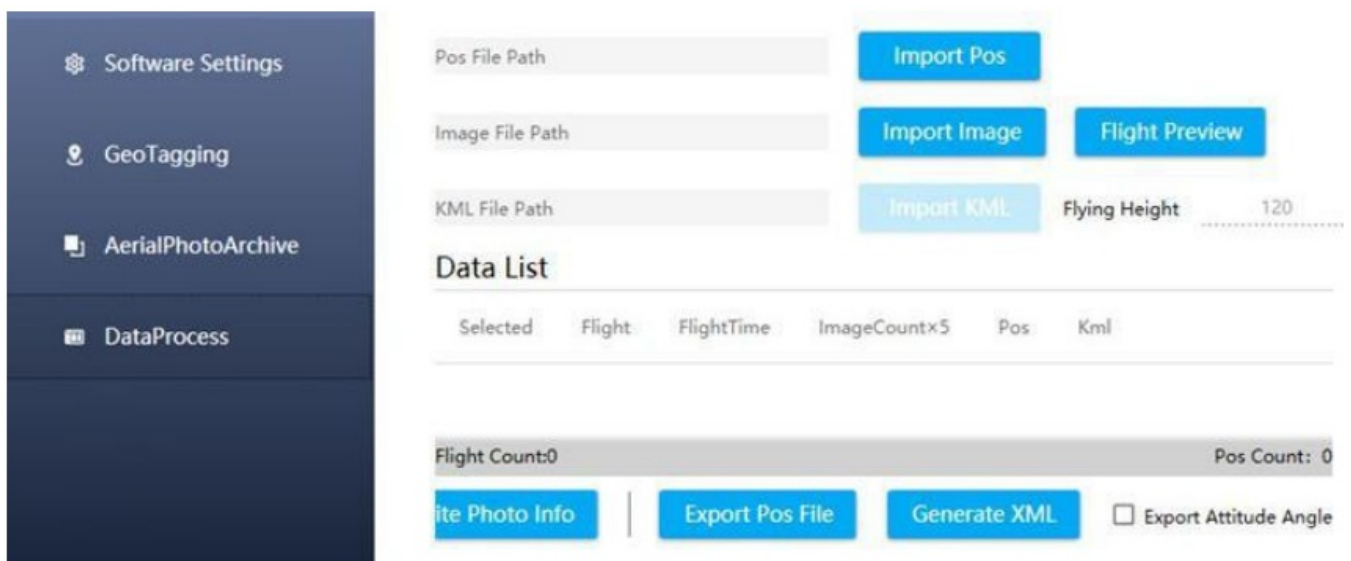 Software Settings
GeoTagging
AerialPhotoArchive
DataProcess
Pos File Path Import Pos
Image File Path Import Image Flight Preview
KML File Path Import KML Flying Height 120
Data List
Selected Flight FlightTime ImageCount×5 Pos Kml
Flight Count:0 Pos Count: 0
ite Photo Info Export Pos File Generate XML Export Attitude Angle